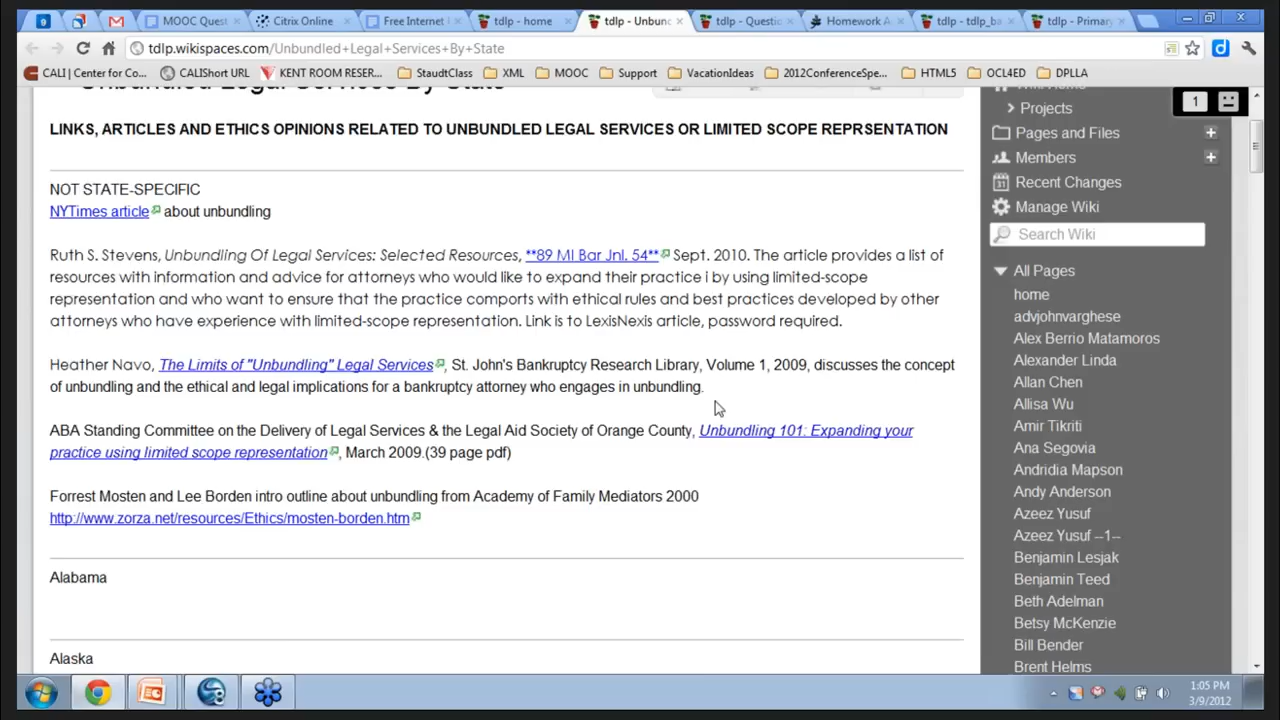 9
MOOC Quest
Citrix Online
Free Internet
tdlp - home
tdlp - Unbunc
tdlp - Questio
Homework A
tdlp - tdlp_ba
tdlp - Primary
tdlp.wikispaces.com/Unbundled+Legal+Services+By+State
CALI | Center for Co...
CALIShort URL
KENT ROOM RESER...
StaudtClass
XML
MOOC
Support
VacationIdeas
2012ConferenceSpe...
HTML5
OCL4ED
DPLLA
Unbundled Legal Services By State
LINKS, ARTICLES AND ETHICS OPINIONS RELATED TO UNBUNDLED LEGAL SERVICES OR LIMITED SCOPE REPRSENTATION
NOT STATE-SPECIFIC
NYTimes article about unbundling
Ruth S. Stevens, Unbundling Of Legal Services: Selected Resources, **89 MI Bar Jnl. 54** Sept. 2010. The article provides a list of
resources with information and advice for attorneys who would like to expand their practice i by using limited-scope
representation and who want to ensure that the practice comports with ethical rules and best practices developed by other
attorneys who have experience with limited-scope representation. Link is to LexisNexis article, password required.
Heather Navo, The Limits of "Unbundling" Legal Services, St. John's Bankruptcy Research Library, Volume 1, 2009, discusses the concept
of unbundling and the ethical and legal implications for a bankruptcy attorney who engages in unbundling.
ABA Standing Committee on the Delivery of Legal Services & the Legal Aid Society of Orange County, Unbundling 101: Expanding your
practice using limited scope representation, March 2009.(39 page pdf)
Forrest Mosten and Lee Borden intro outline about unbundling from Academy of Family Mediators 2000
http://www.zorza.net/resources/Ethics/mosten-borden.htm
Alabama
Alaska
Wiki Home
1
Projects
Pages and Files
Members
31
Recent Changes
Manage Wiki
Search Wiki
All Pages
home
advjohnvarghese
Alex Berrio Matamoros
Alexander Linda
Allan Chen
Allisa Wu
Amir Tikriti
Ana Segovia
Andridia Mapson
Andy Anderson
Azeez Yusuf
Azeez Yusuf --1--
Benjamin Lesjak
Benjamin Teed
Beth Adelman
Betsy McKenzie
Bill Bender
Brent Helms
1:05 PM
3/9/2012